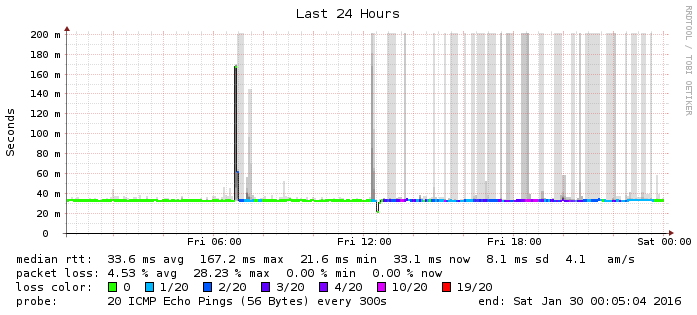 Last 24 Hours
RRDTOOL / TOBI OETIKER
Seconds
200 m
180 m
160 m
140 m
120 m
100 m
80 m
60 m
40 m
20 m
0
Fri 06:00 Fri 12:00 Fri 18:00 Sat 00:00
median rtt: 33.6 ms avg 167.2 ms max 21.6 ms min 33.1 ms now 8.1 ms sd 4.1 am/s
packet loss: 4.53 % avg 28.23 % max 0.00 % min 0.00 % now
loss color: 0 1/20 2/20 3/20 4/20 10/20 19/20
probe: 20 ICMP Echo Pings (56 Bytes) every 300s end: Sat Jan 30 00:05:04 2016